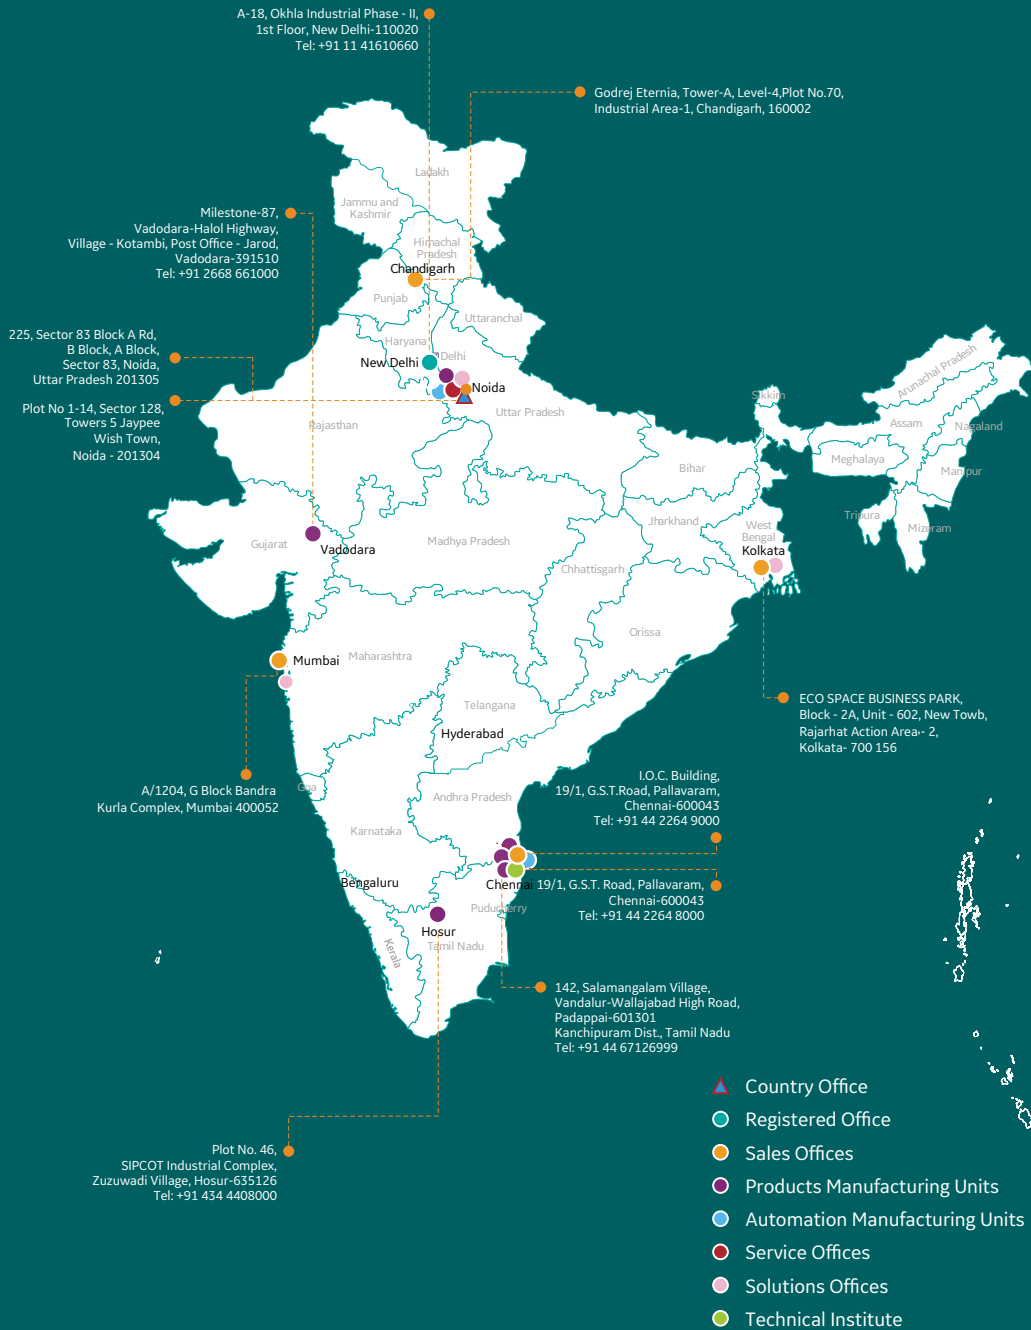 A-18, Okhla Industrial Phase - II,
1st Floor, New Delhi-110020
Tel: +91 11 41610660
Godrej Eternia, Tower-A, Level-4,Plot No.70,
Industrial Area-1, Chandigarh, 160002
Ladakh
Jammu and
Kashmir
Milestone-87,
Vadodara-Halol Highway,
Village - Kotambi, Post Office - Jarod,
Vadodara-391510
Tel: +91 2668 661000
Himachal
Pradesh
Chandigarh
Punjab
Uttaranchal
225, Sector 83 Block A Rd,
B Block, A Block,
Sector 83, Noida,
Uttar Pradesh 201305
Haryana
Delhi
New Delhi
Noida
Plot No 1-14, Sector 128,
Towers 5 Jaypee
Wish Town,
Noida - 201304
Rajasthan
Uttar Pradesh
Sikkim
Arunachal Pradesh
Assam
Nagaland
Meghalaya
Manipur
Bihar
Tripura
Mizeram
Jharkhand
West
Bengal
Kolkata
Gujarat
Vadodara
Madhya Pradesh
Chhattisgarh
Orissa
Mumbai
Maharashtra
Telangana
Hyderabad
ECO SPACE BUSINESS PARK,
Block - 2A, Unit - 602, New Towb,
Rajarhat Action Area-- 2,
Kolkata- 700 156
A/1204, G Block Bandra
Kurla Complex, Mumbai 400052
Goa
Andhra Pradesh
I.O.C. Building,
19/1, G.S.T.Road, Pallavaram,
Chennai-600043
Tel: +91 44 2264 9000
Karnataka
Bengaluru
Chennai
19/1, G.S.T. Road, Pallavaram,
Chennai-600043
Tel: +91 44 2264 8000
Puducherry
Hosur
Tamil Nadu
Kerala
142, Salamangalam Village,
Vandalur-Wallajabad High Road,
Padappai-601301
Kanchipuram Dist., Tamil Nadu
Tel: +91 44 67126999
Plot No. 46,
SIPCOT Industrial Complex,
Zuzuwadi Village, Hosur-635126
Tel: +91 434 4408000
Country Office
Registered Office
Sales Offices
Products Manufacturing Units
Automation Manufacturing Units
Service Offices
Solutions Offices
Technical Institute